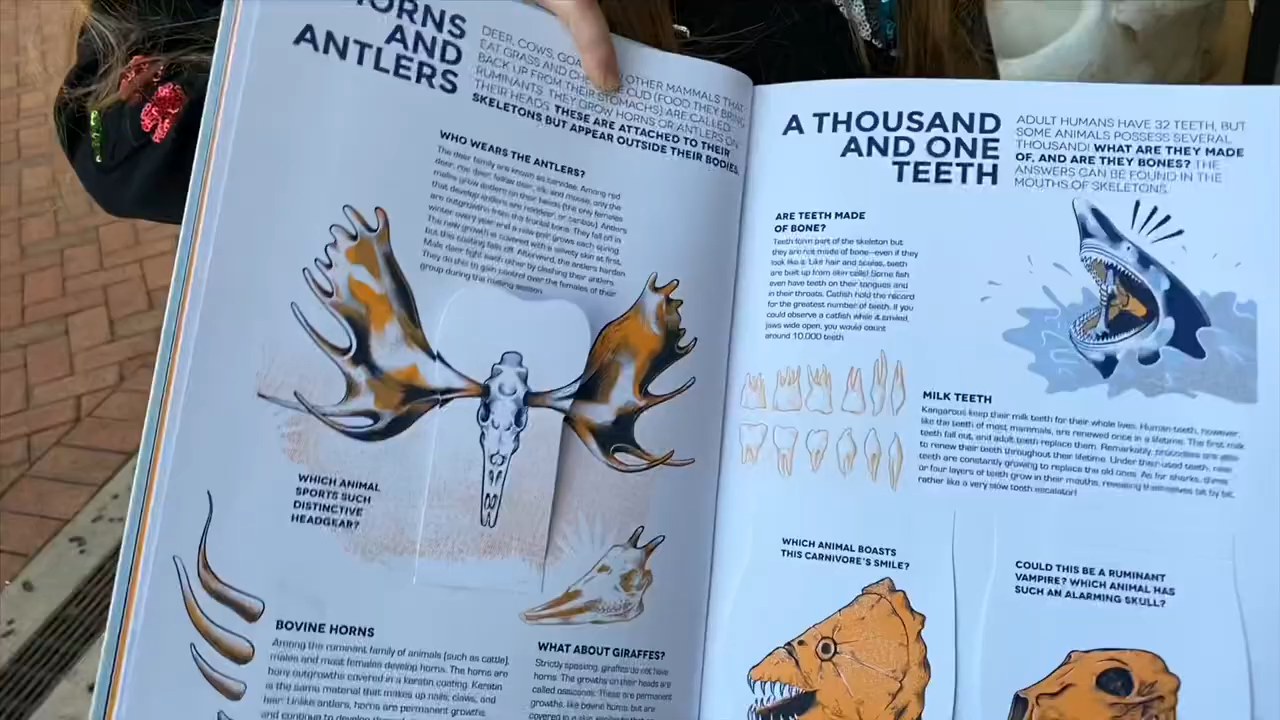 HORNS
AND
ANTLERS
DEER, COWS, GOA OTHER MAMMALS THAT
EAT GRASS AND CHE CUD (FOOD THEY BRING
BACK UP FROM THEIR STOMACHS) ARE CALLED
RUMINANTS. THEY GROW HORNS OR ANTLERS ON
THEIR HEADS. THESE ARE ATTACHED TO THEIR
SKELETONS BUT APPEAR OUTSIDE THEIR BODIES.
WHO WEARS THE ANTLERS?
The deer family are known as cervidae. Among red
deer, roe deer, fallow deer, elk and moose, only the
males grow antlers on their heads (the only females
that develop antlers are reindeer, or caribou). Antlers
are outgrowths from the frontal bone. They fall off in
winter every year and a new pair grows each spring.
The new growth is covered with a velvety skin at first,
but this coating falls off. Afterward, the antlers harden.
Male deer fight each other by clashing their antlers.
They do this to gain control over the females of their
group during the mating season.
WHICH ANIMAL
SPORTS SUCH
DISTINCTIVE
HEADGEAR?
BOVINE HORNS
Among the ruminant family of animals (such as cattle),
males and most females develop horns. The horns are
bony outgrowths covered in a keratin coating. Keratin
is the same material that makes up nails, claws, and
hair. Unlike antlers, horns are permanent growths,
and continue to develop
WHAT ABOUT GIRAFFES?
Strictly speaking, giraffes do not have
horns. The growths on their heads are
called ossicones. These are permanent
growths, like bovine horns, but are
covered in a skin
A THOUSAND
AND ONE
TEETH
ADULT HUMANS HAVE 32 TEETH, BUT
SOME ANIMALS POSSESS SEVERAL
THOUSAND! WHAT ARE THEY MADE
OF, AND ARE THEY BONES? THE
ANSWERS CAN BE FOUND IN THE
MOUTHS OF SKELETONS.
ARE TEETH MADE
OF BONE?
Teeth form part of the skeleton but
they are not made of bone—even if they
look like it. Like hair and scales, teeth
are built up from skin cells! Some fish
even have teeth on their tongues and
in their throats. Catfish hold the record
for the greatest number of teeth. If you
could observe a catfish while it smiled,
jaws wide open, you would count
around 10,000 teeth.
MILK TEETH
Kangaroos keep their milk teeth for their whole lives. Human teeth, however,
like the teeth of most mammals, are renewed once in a lifetime. The first milk
teeth fall out, and adult teeth replace them. Remarkably, crocodiles are able
to renew their teeth throughout their lifetime. Under their used teeth, new
teeth are constantly growing to replace the old ones. As for sharks, three
or four layers of teeth grow in their mouths, revealing themselves bit by bit,
rather like a very slow tooth escalator!
WHICH ANIMAL BOASTS
THIS CARNIVORE'S SMILE?
COULD THIS BE A RUMINANT
VAMPIRE? WHICH ANIMAL HAS
SUCH AN ALARMING SKULL?